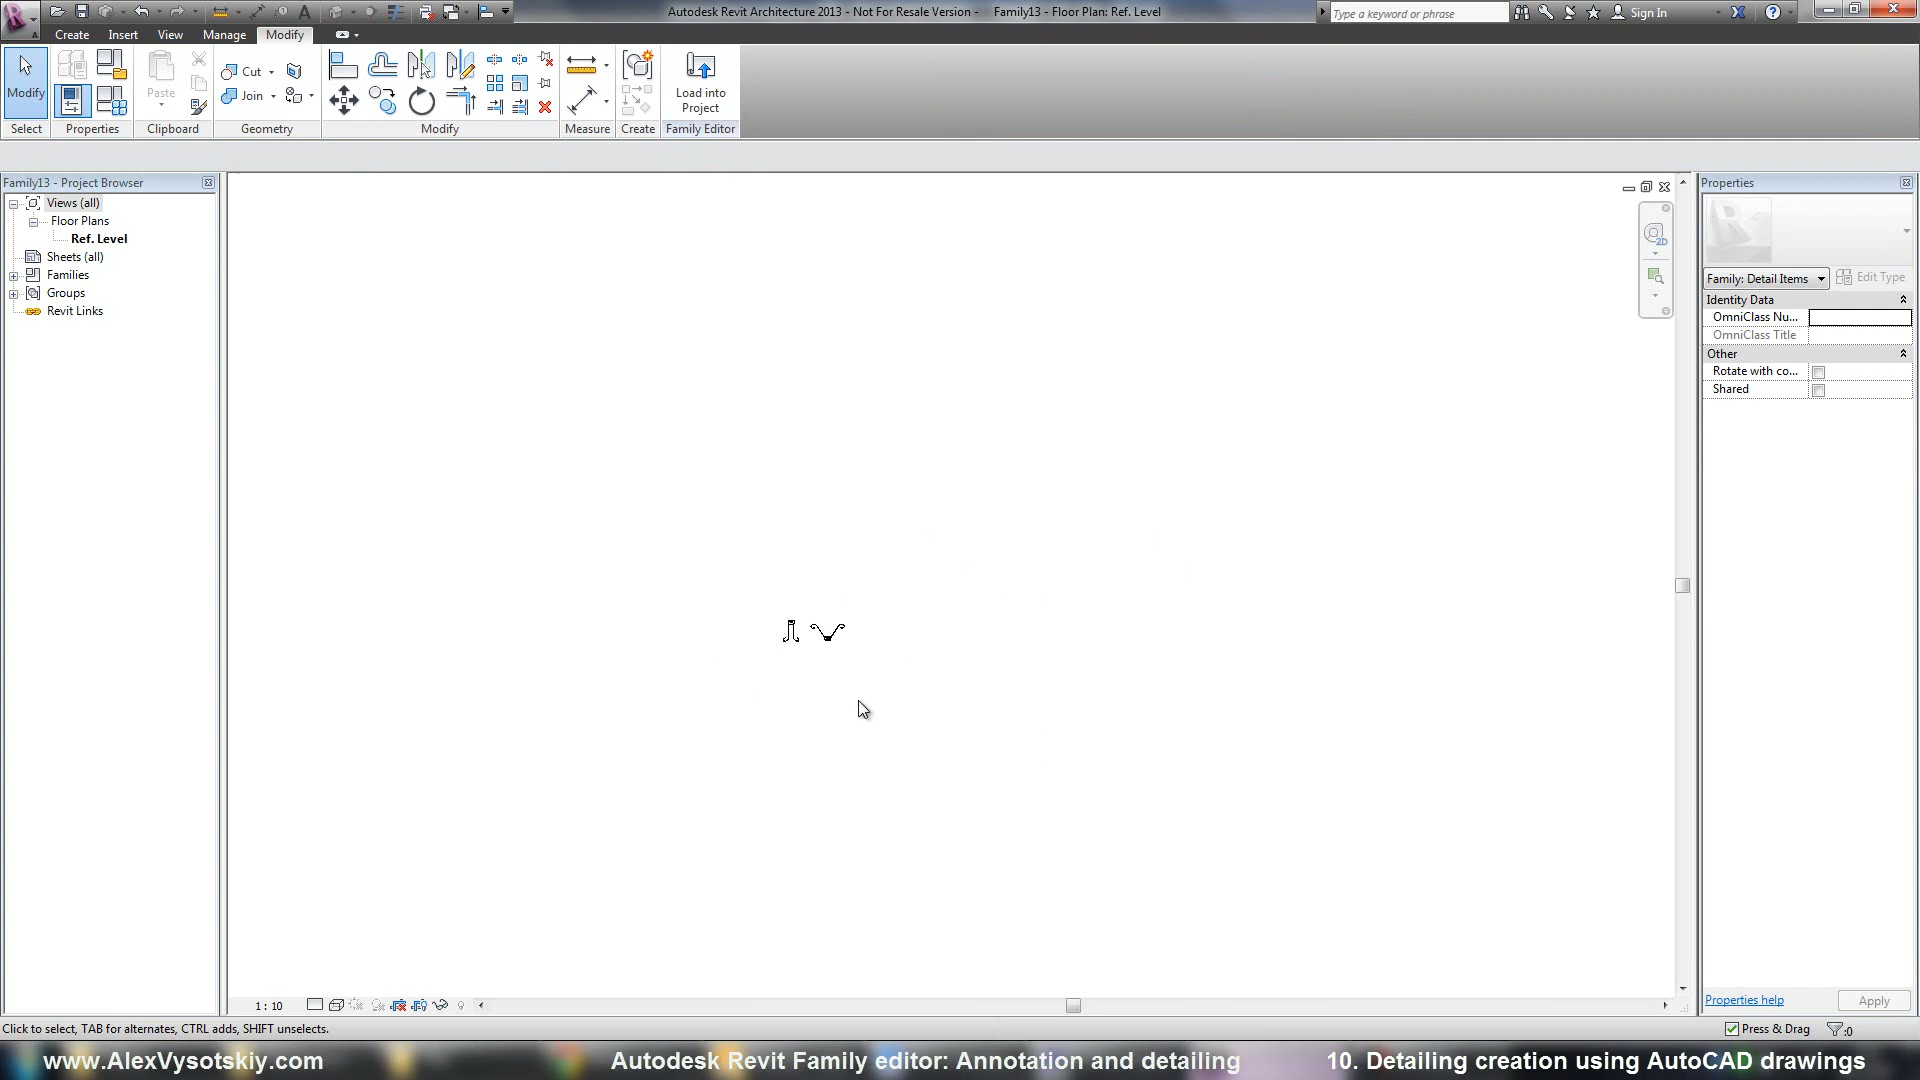 Autodesk Revit Architecture 2013 - Not For Resale Version - Family13 - Floor Plan: Ref. Level
Type a keyword or phrase
Sign In
Create Insert View Manage Modify
Modify
Paste
Cut
Join
Load into
Project
Select Properties Clipboard Geometry Modify Measure Create Family Editor
Family13 - Project Browser
Views (all)
Floor Plans
Ref. Level
Sheets (all)
Families
Groups
Revit Links
2D
Properties
Family: Detail Items
Edit Type
Identity Data
OmniClass Nu...
OmniClass Title
Other
Rotate with co...
Shared
Properties help
Apply
1 : 10
Click to select, TAB for alternates, CTRL adds, SHIFT unselects.
Press & Drag
:0
www.AlexVysotskiy.com
Autodesk Revit Family editor: Annotation and detailing
10. Detailing creation using AutoCAD drawings